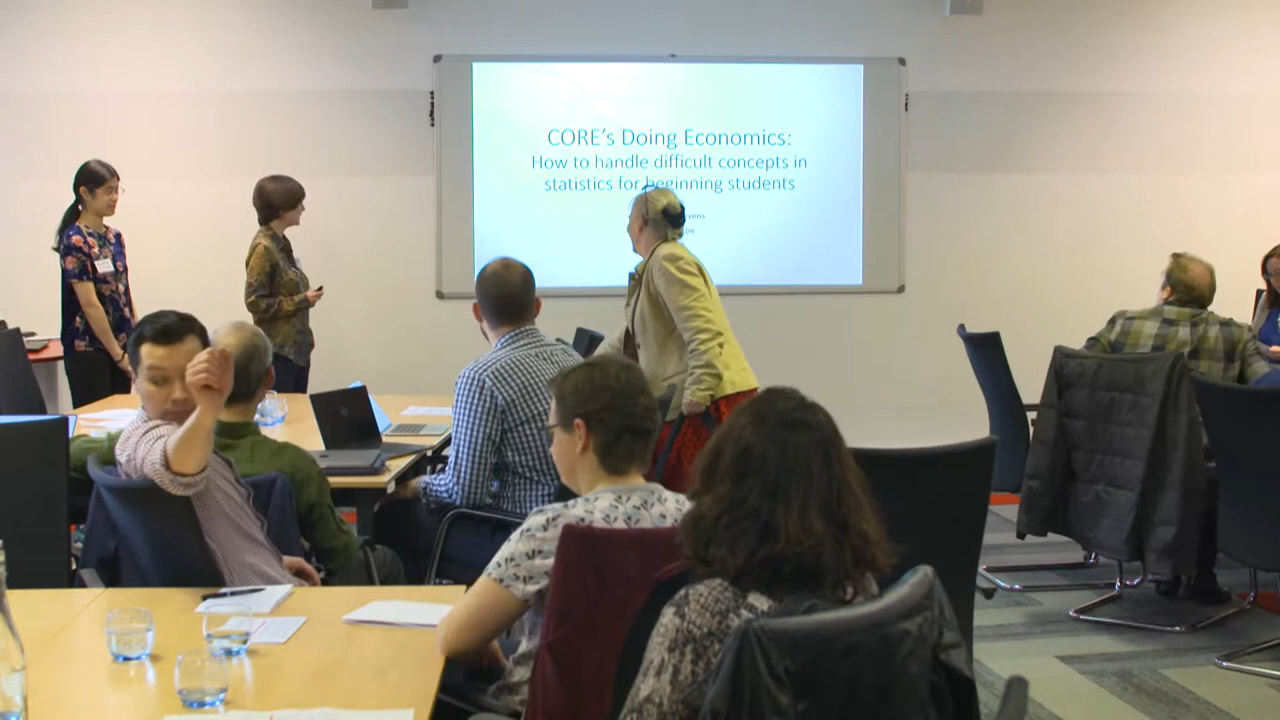 CORE's Doing Economics:
How to handle difficult concepts in
statistics for beginning students